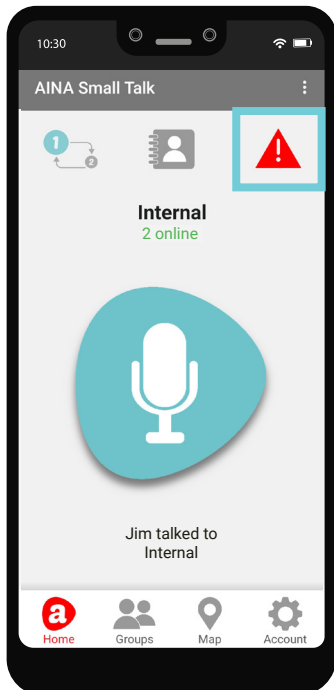 10:30
AINA Small Talk
1
2
Internal
2 online
Jim talked to
Internal
a
Home
Groups
Map
Account